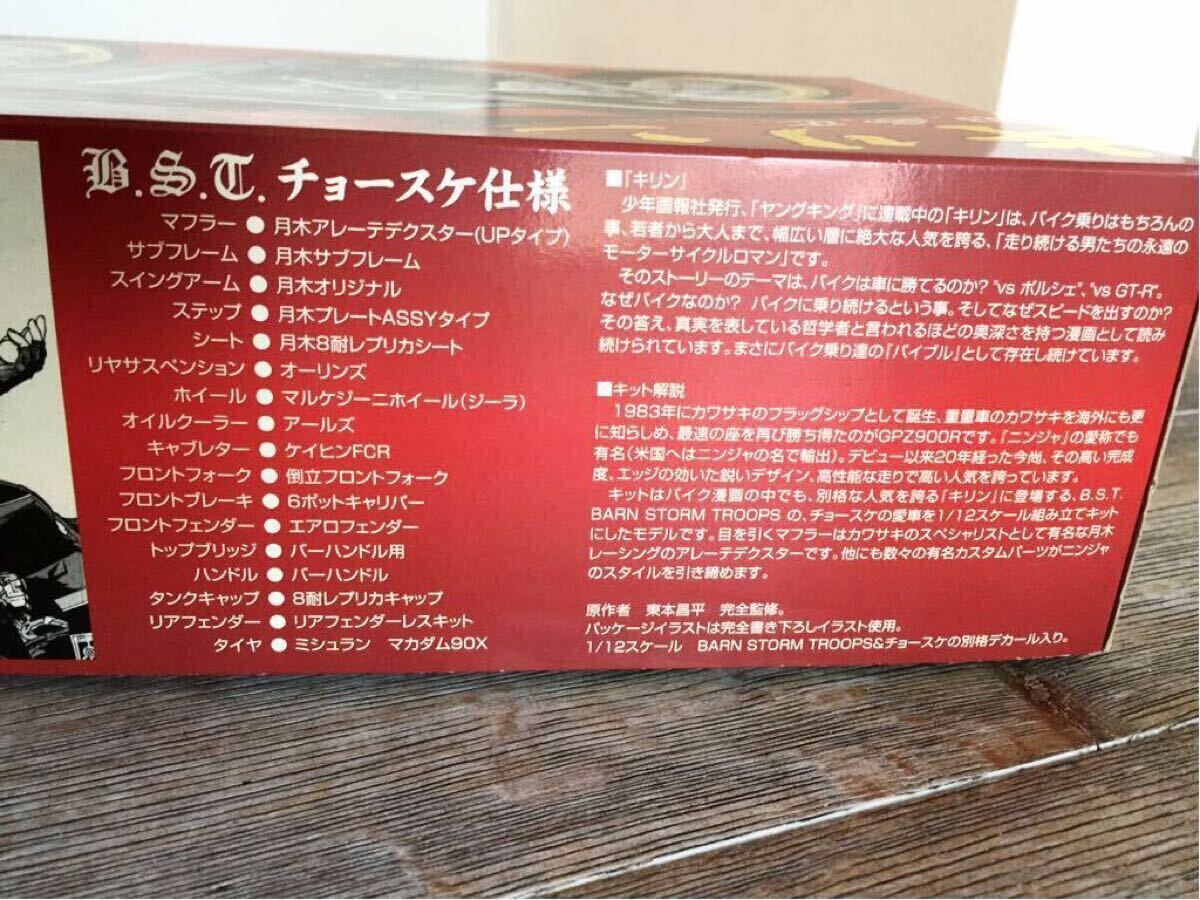 B.S.T. チョースケ仕様
マフラー ● 月木アレーテデクスター(UPタイプ)
サブフレーム ● 月木サブフレーム
スイングアーム ● 月木オリジナル
ステップ ● 月木プレートASSYタイプ
シート ● 月木8耐レプリカシート
リヤサスペンション ● オーリンズ
ホイール ● マルケジーニホイール(ジーラ)
オイルクーラー ● アールズ
キャブレター ● ケイヒンFCR
フロントフォーク ● 倒立フロントフォーク
フロントブレーキ ● 6ポットキャリパー
フロントフェンダー ● エアロフェンダー
トップブリッジ ● バーハンドル用
ハンドル ● バーハンドル
タンクキャップ ● 8耐レプリカキャップ
リアフェンダー ● リアフェンダーレスキット
タイヤ ● ミシュラン マカダム90X
■「キリン」
少年画報社発行、「ヤングキング」に連載中の「キリン」は、バイク乗りはもちろんの
事、若者から大人まで、幅広い層に絶大な人気を誇る、「走り続ける男たちの永遠の
モーターサイクルロマン」です。
そのストーリーのテーマは、バイクは車に勝てるのか? "vs ポルシェ"、"vs GT-R"。
なぜバイクなのか? バイクに乗り続けるという事。そしてなぜスピードを出すのか?
その答え、真実を表している哲学者と言われるほどの奥深さを持つ漫画として読み
続けられています。まさにバイク乗り達の『バイブル』として存在し続けています。
■キット解説
1983年にカワサキのフラッグシップとして誕生、重量車のカワサキを海外にも更
に知らしめ、最速の座を再び勝ち得たのがGPZ900Rです。『ニンジャ』の愛称でも
有名(米国へはニンジャの名で輸出)。デビュー以来20年経った今尚、その高い完成
度、エッジの効いた鋭いデザイン、高性能な走りで高い人気を誇っています。
キットはバイク漫画の中でも、別格な人気を誇る「キリン」に登場する、B.S.T.
BARN STORM TROOPS の、チョースケの愛車を1/12スケール組み立てキット
にしたモデルです。目を引くマフラーはカワサキのスペシャリストとして有名な月木
レーシングのアレーテデクスターです。他にも数々の有名カスタムパーツがニンジャ
のスタイルを引き締めます。
原作者 東本昌平 完全監修。
パッケージイラストは完全書き下ろしイラスト使用。
1/12スケール BARN STORM TROOPS&チョースケの別格デカール入り。